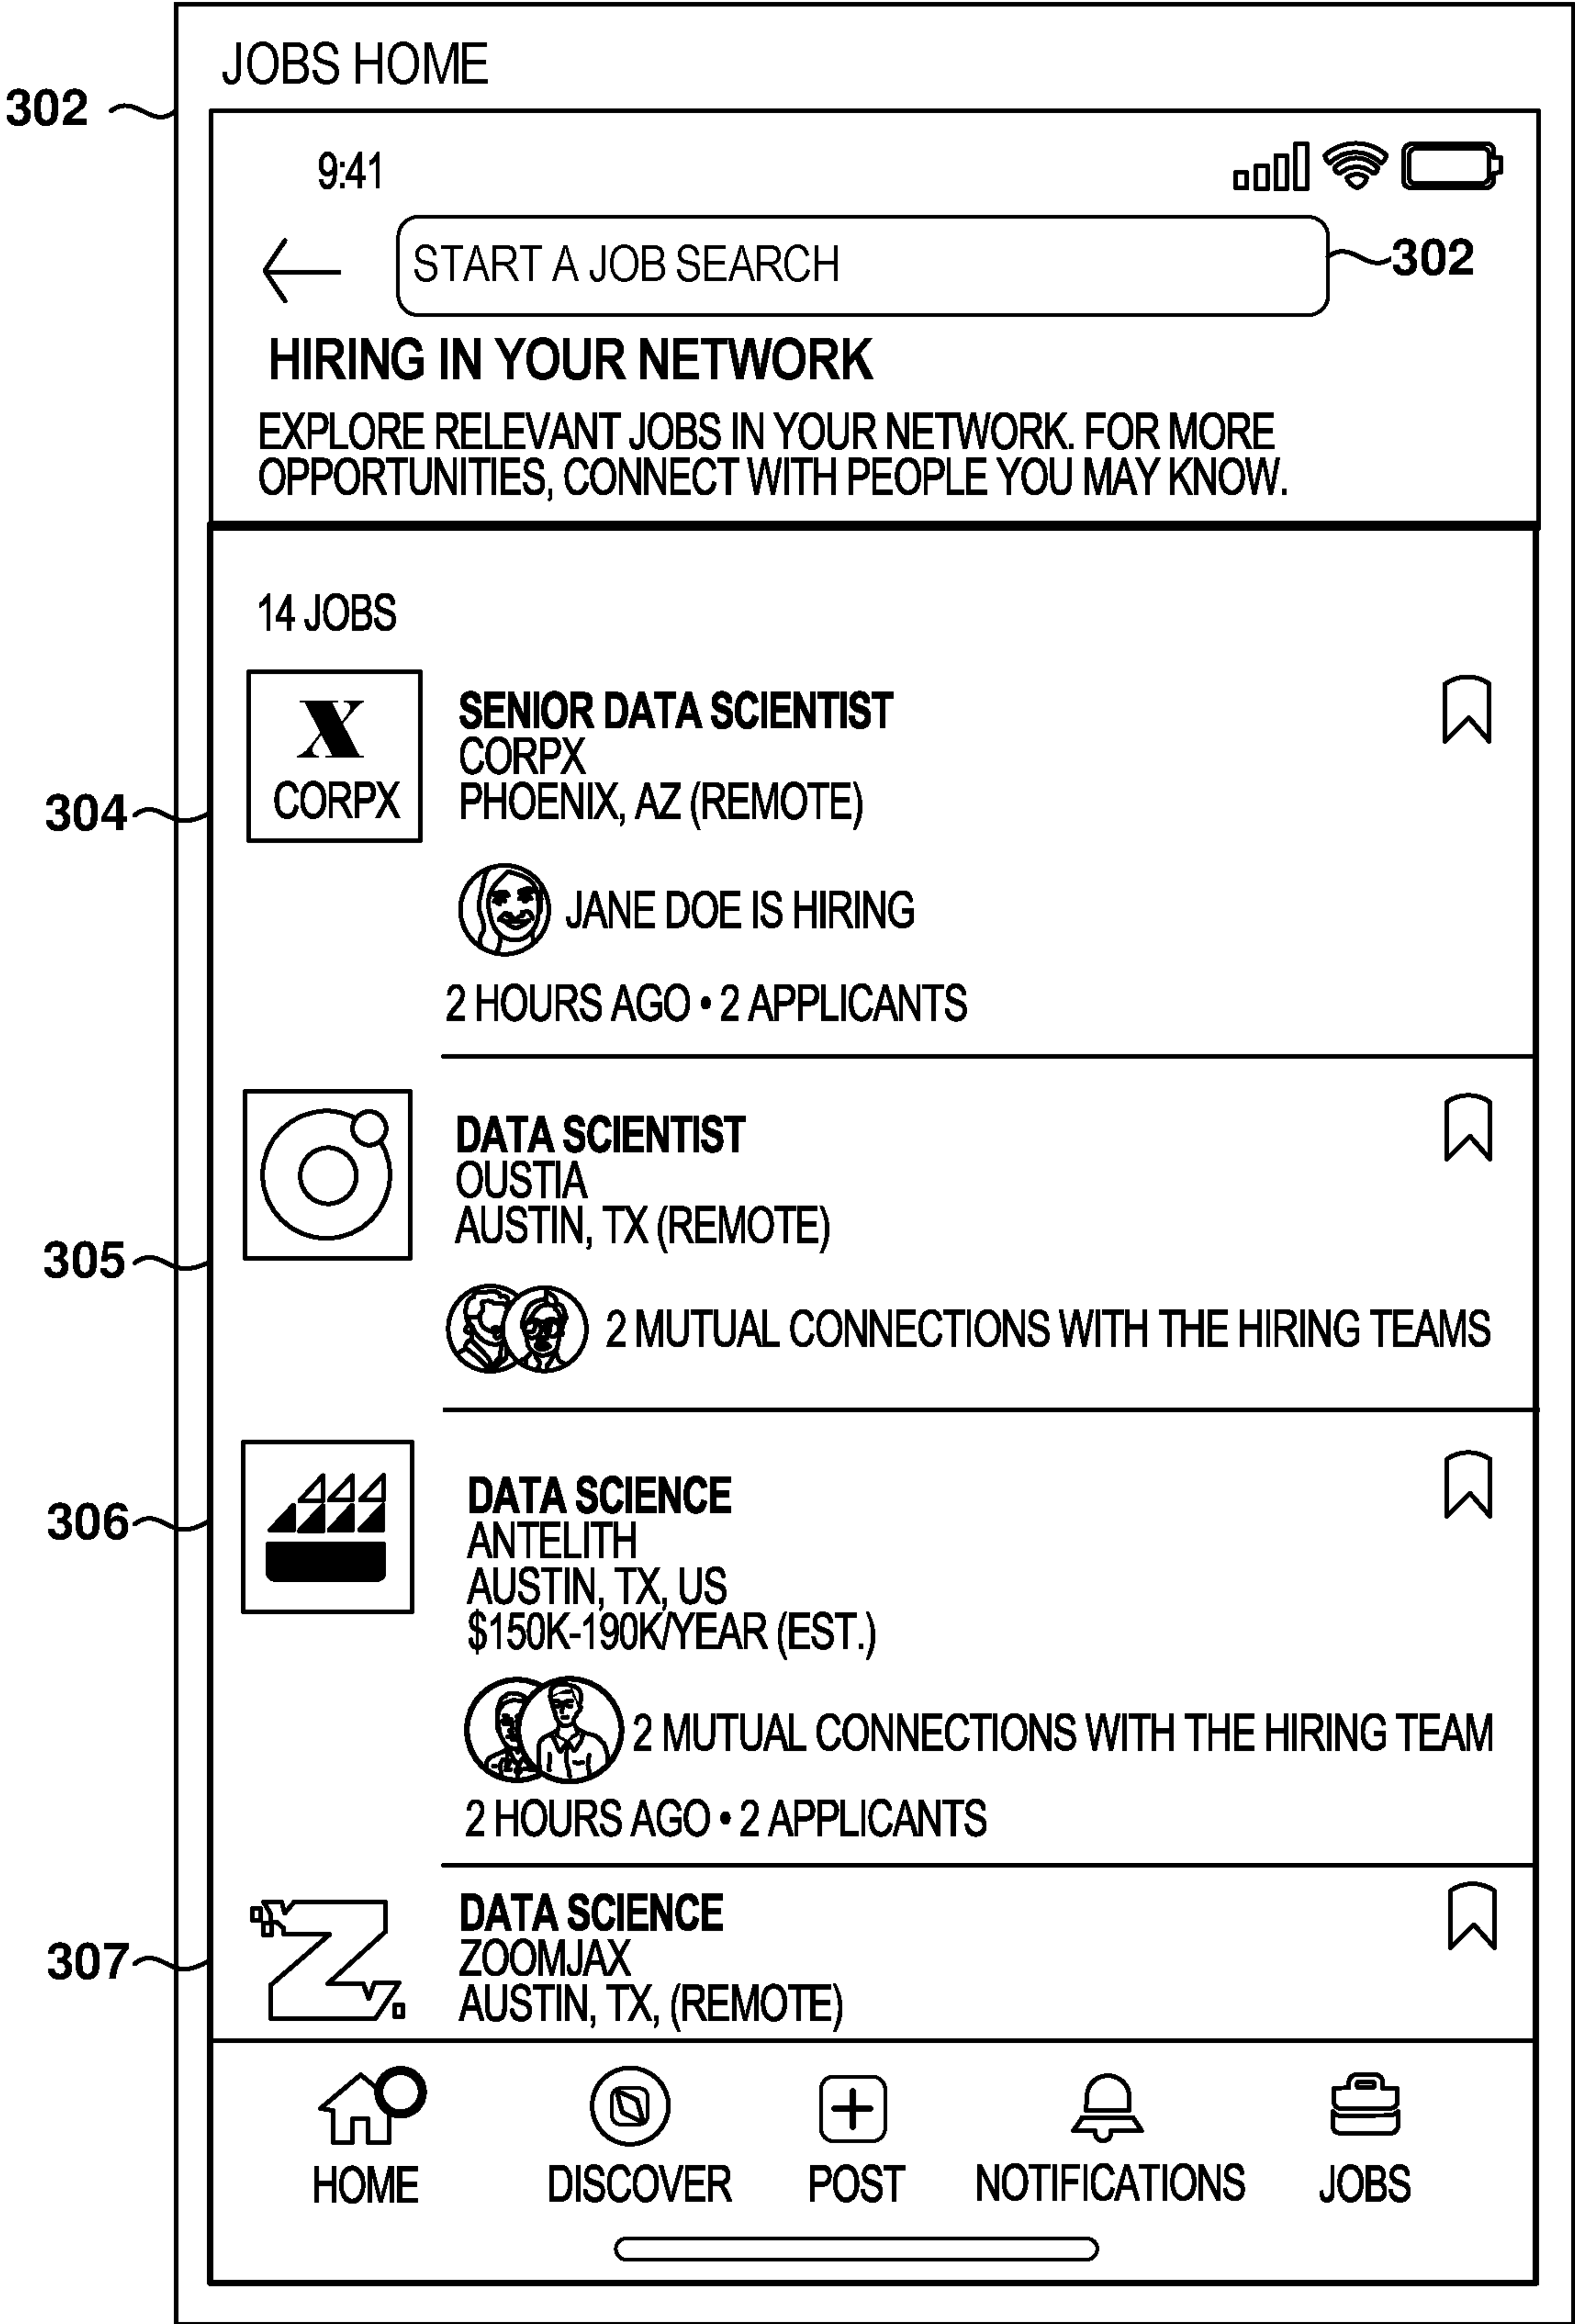 JOBS HOME
302
9:41
START A JOB SEARCH
302
HIRING IN YOUR NETWORK
EXPLORE RELEVANT JOBS IN YOUR NETWORK. FOR MORE
OPPORTUNITIES, CONNECT WITH PEOPLE YOU MAY KNOW.
14 JOBS
304
X
CORPX
SENIOR DATA SCIENTIST
CORPX
PHOENIX, AZ (REMOTE)
JANE DOE IS HIRING
2 HOURS AGO • 2 APPLICANTS
305
DATA SCIENTIST
OUSTIA
AUSTIN, TX (REMOTE)
2 MUTUAL CONNECTIONS WITH THE HIRING TEAMS
306
DATA SCIENCE
ANTELITH
AUSTIN, TX, US
$150K-190K/YEAR (EST.)
2 MUTUAL CONNECTIONS WITH THE HIRING TEAM
2 HOURS AGO • 2 APPLICANTS
307
Z
DATA SCIENCE
ZOOMJAX
AUSTIN, TX, (REMOTE)
HOME
DISCOVER
POST
NOTIFICATIONS
JOBS